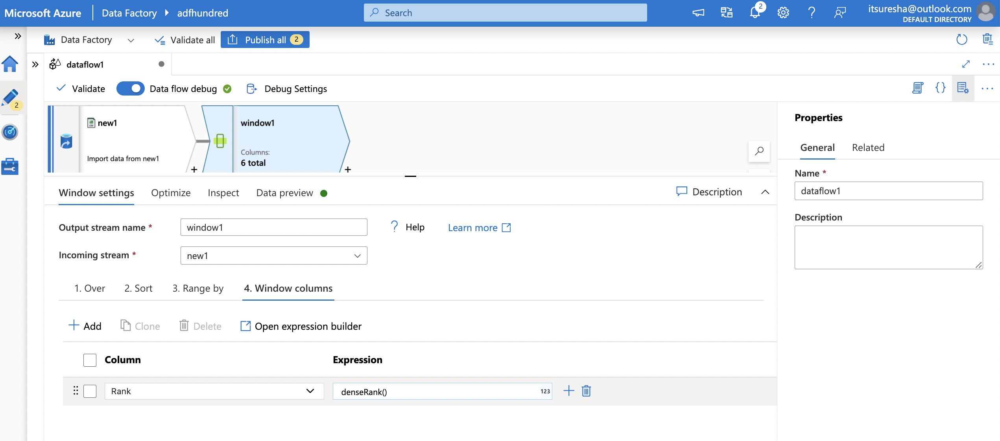 Microsoft Azure
Data Factory
adfhundred
Search
2
itsuresha@outlook.com
DEFAULT DIRECTORY
Data Factory
Validate all
Publish all
2
dataflow1
Validate
Data flow debug
Debug Settings
2
new1
Import data from new1
window1
Columns:
6 total
Properties
General
Related
Name *
dataflow1
Description
Window settings
Optimize
Inspect
Data preview
Description
Output stream name *
window1
? Help
Learn more
Incoming stream *
new1
1. Over
2. Sort
3. Range by
4. Window columns
Add
Clone
Delete
Open expression builder
Column
Expression
Rank
denseRank()
123